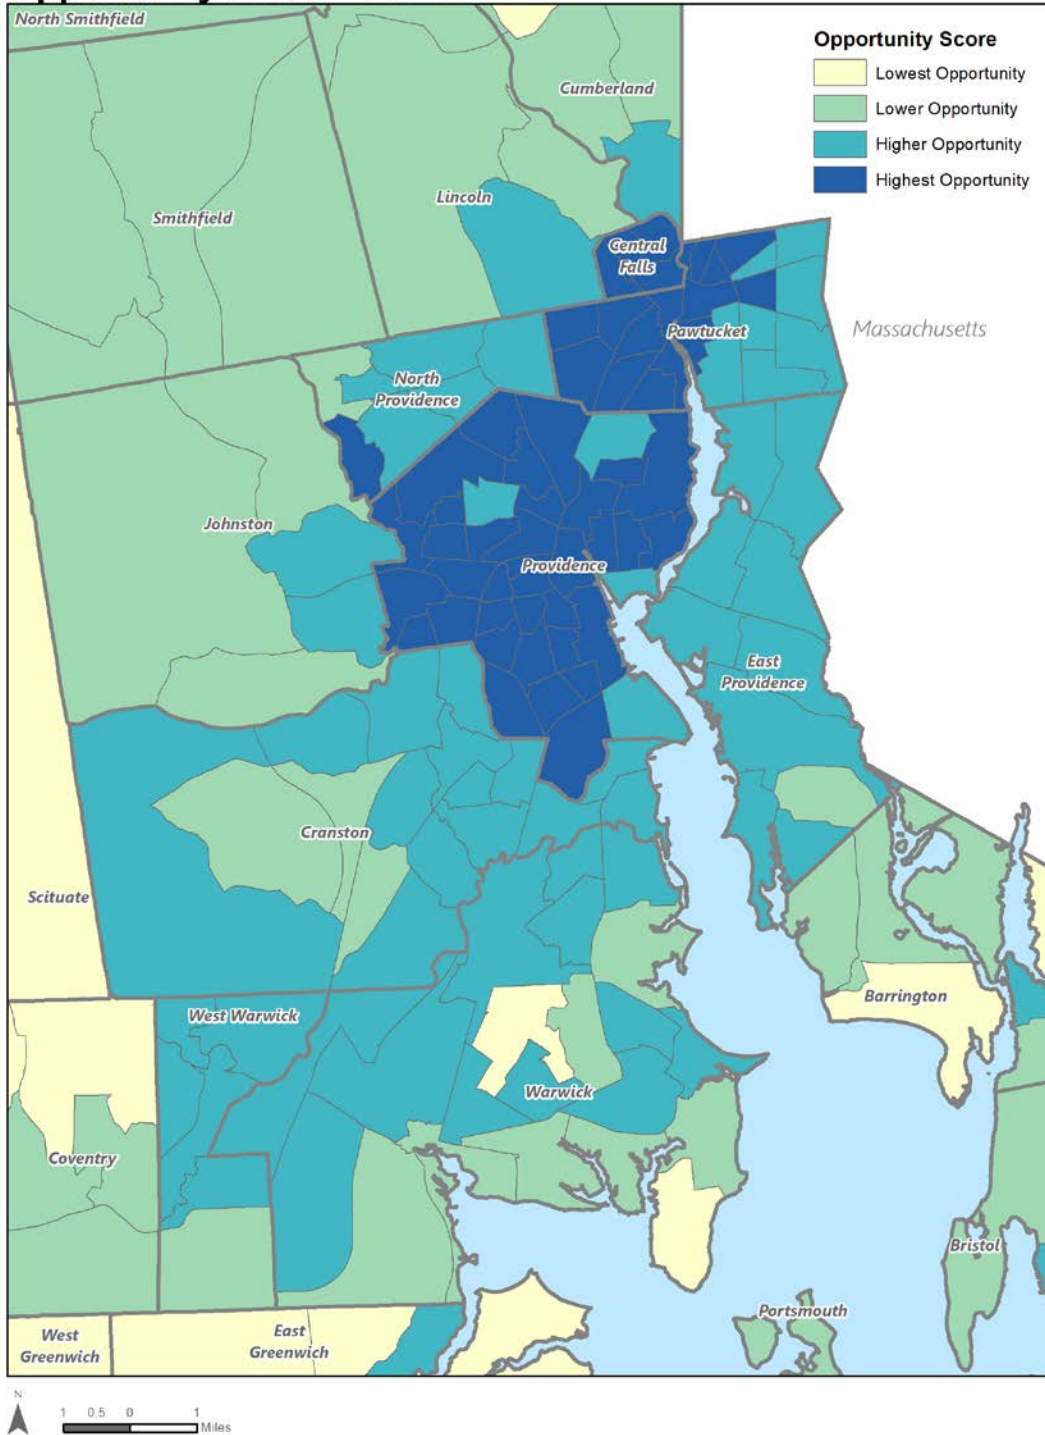 North Smithfield
Opportunity Score
Lowest Opportunity
Lower Opportunity
Higher Opportunity
Highest Opportunity
Cumberland
Lincoln
Smithfield
Central
Falls
Pawtucket
Massachusetts
North
Providence
Johnston
Providence
East
Providence
Cranston
Scituate
Barrington
West Warwick
Warwick
Coventry
Bristol
Portsmouth
West
Greenwich
East
Greenwich
N
1 0.5 0 1
Miles